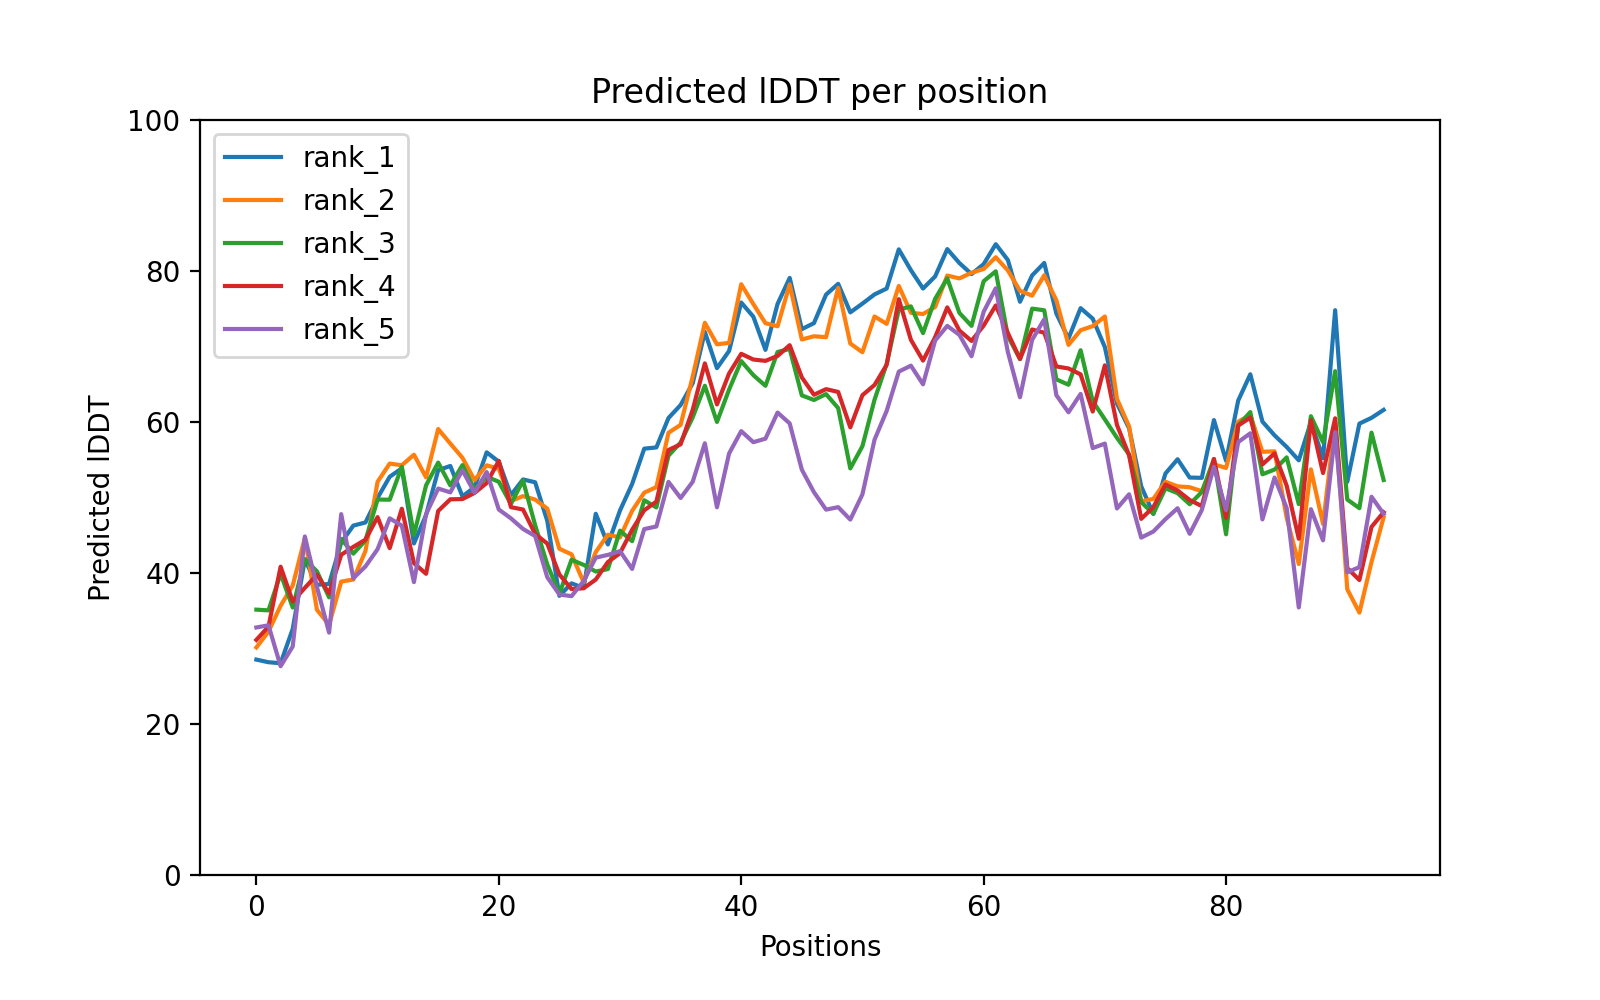 Predicted lDDT per position
100
80
60
40
20
0
Predicted lDDT
rank_1
rank_2
rank_3
rank_4
rank_5
0 20 40 60 80
Positions